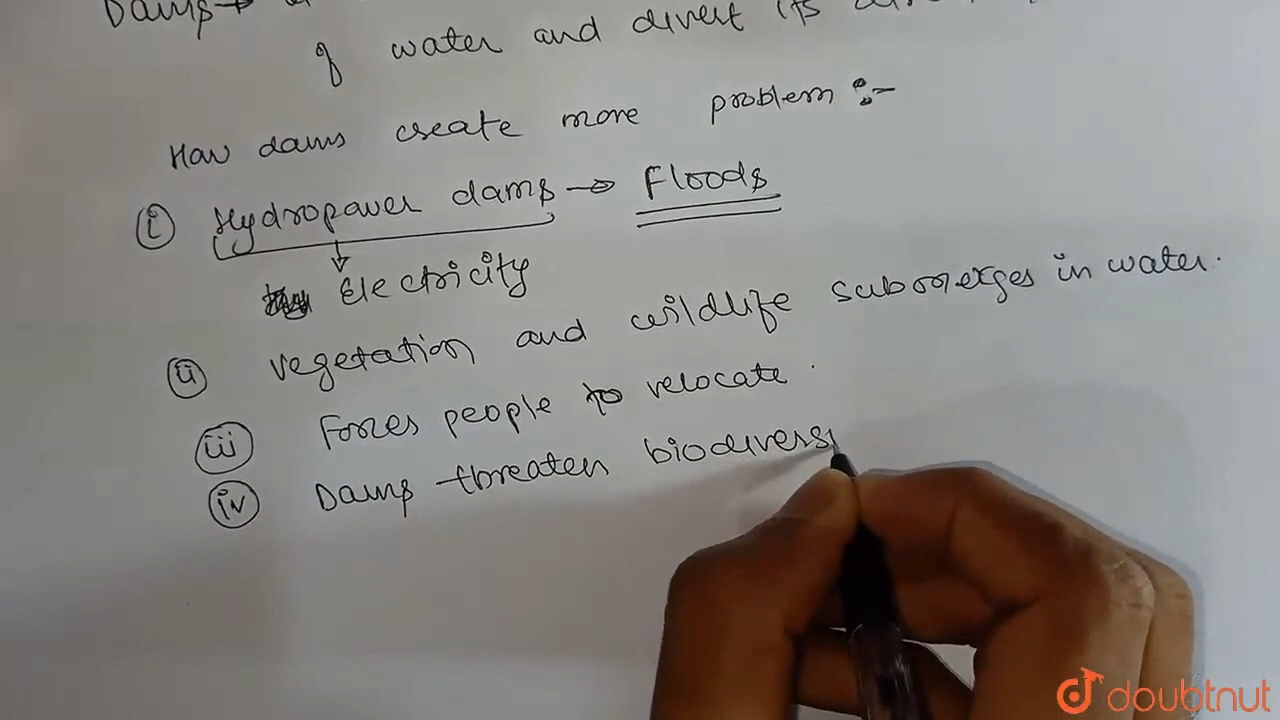 Dams→
of water and divert its
How dams create more problem :-
(i) Hydropower dams → Floods
Electricity
(ii) vegetation and wildlife submerges in water.
(iii) Forces people to relocate.
(iv) Dams threaten biodiversi
doubtnut